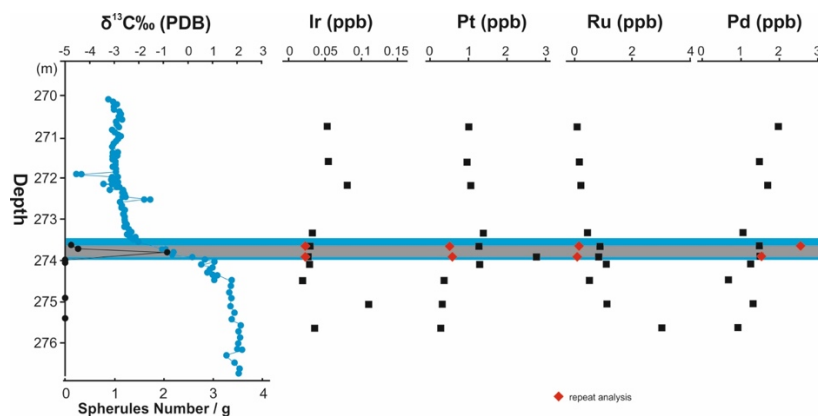 δ¹³C‰ (PDB) Ir (ppb) Pt (ppb) Ru (ppb) Pd (ppb)
(m) -5 -4 -3 -2 -1 0 1 2 3 0 0.05 0.1 0.15 0 1 2 3 0 2 4 0 1 2 3
270
271
272
273
274
275
276
Depth
0 1 2 3 4
Spherules Number / g
repeat analysis